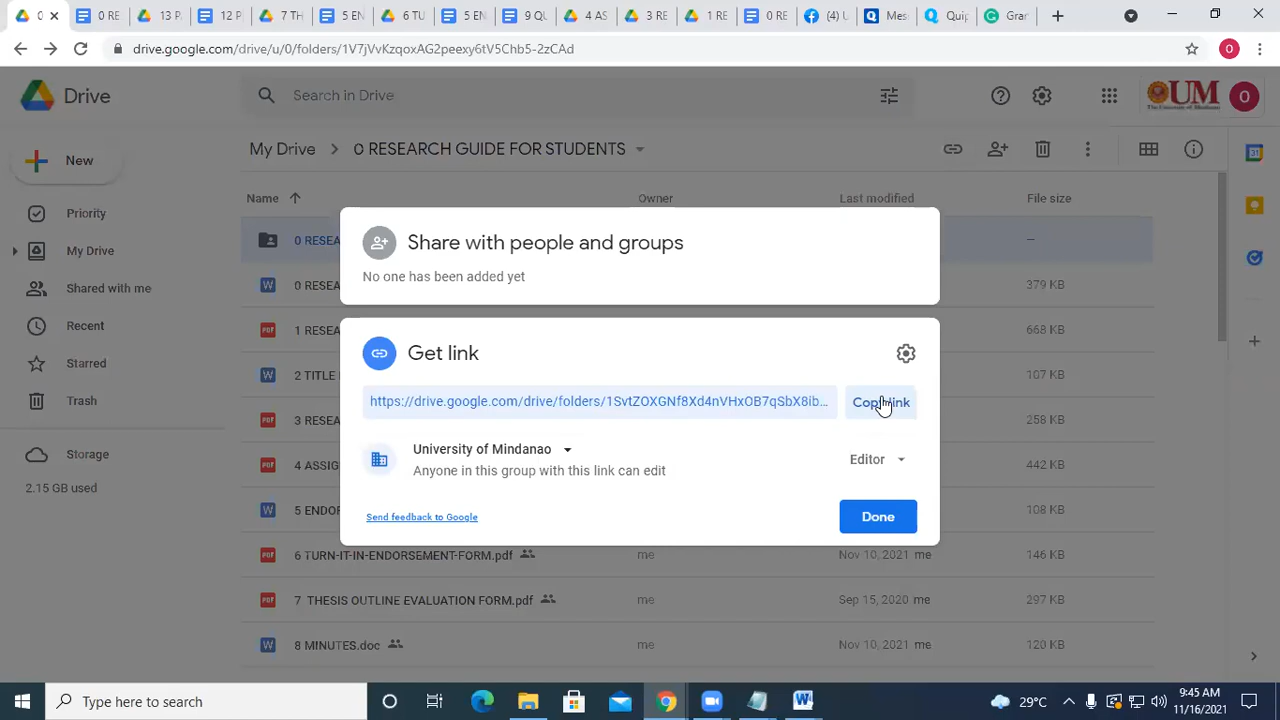 0 RE
13 P
12 P
7 TH
5 EN
6 TU
5 EN
9 QU
4 AS
3 RE
1 RE
0 RE
(4) U
Mes
Quip
Gran
drive.google.com/drive/u/0/folders/1V7jVvKzqoxAG2peexy6tV5Chb5-2zCAd
O
Drive
Search in Drive
UM
The University of Mindanao
O
New
My Drive
0 RESEARCH GUIDE FOR STUDENTS
Name
Owner
Last modified
File size
Priority
My Drive
Shared with me
Recent
Starred
Trash
Storage
2.15 GB used
0 RESEA
–
0 RESEA
379 KB
1 RESEA
668 KB
2 TITLE
107 KB
3 RESEA
258 KB
4 ASSIG
442 KB
5 ENDOR
108 KB
6 TURN-IT-IN-ENDORSEMENT-FORM.pdf
me
Nov 10, 2021 me
146 KB
7 THESIS OUTLINE EVALUATION FORM.pdf
me
Sep 15, 2020 me
297 KB
8 MINUTES.doc
me
Nov 10, 2021 me
120 KB
Share with people and groups
No one has been added yet
Get link
https://drive.google.com/drive/folders/1SvtZOXGNf8Xd4nVHxOB7qSbX8ib...
Copy link
University of Mindanao
Anyone in this group with this link can edit
Editor
Send feedback to Google
Done
Type here to search
29°C
9:45 AM
11/16/2021